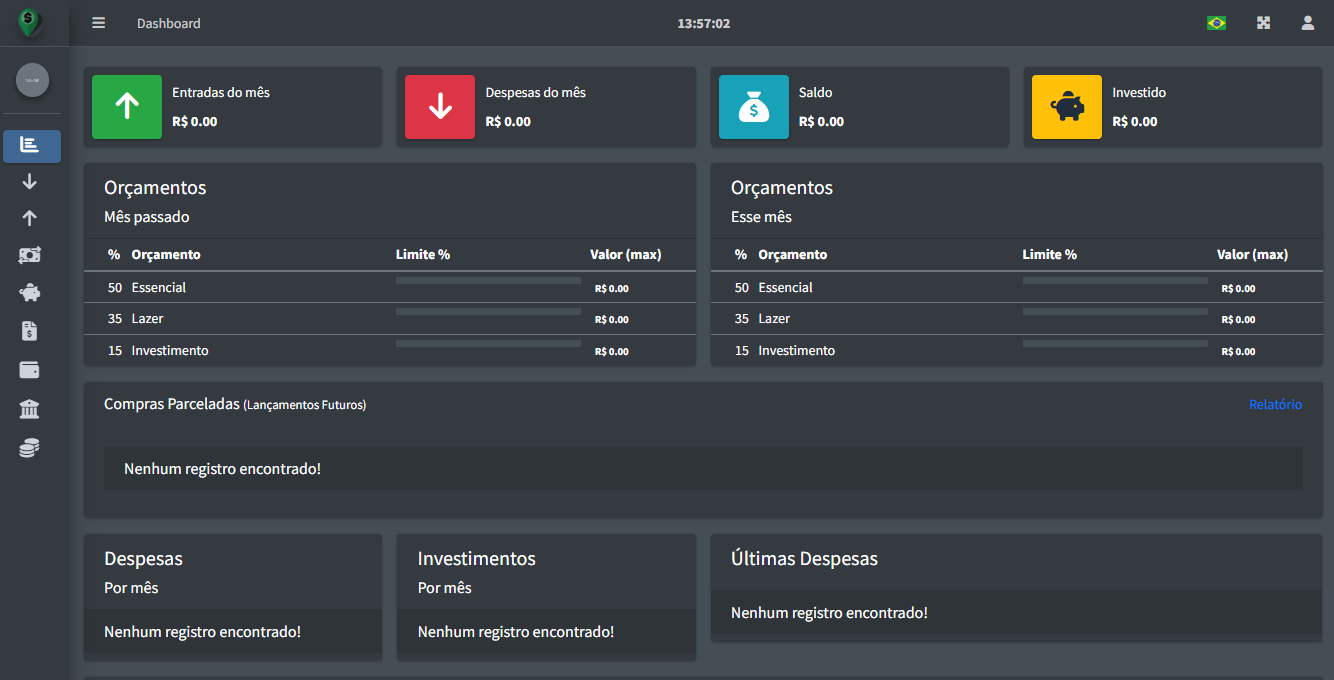 Dashboard
13:57:02
Entradas do mês
R$ 0.00
Despesas do mês
R$ 0.00
Saldo
R$ 0.00
Investido
R$ 0.00
Orçamentos
Mês passado
% Orçamento Limite % Valor (max)
50 Essencial R$ 0.00
35 Lazer R$ 0.00
15 Investimento R$ 0.00
Orçamentos
Esse mês
% Orçamento Limite % Valor (max)
50 Essencial R$ 0.00
35 Lazer R$ 0.00
15 Investimento R$ 0.00
Compras Parceladas (Lançamentos Futuros) Relatório
Nenhum registro encontrado!
Despesas
Por mês
Nenhum registro encontrado!
Investimentos
Por mês
Nenhum registro encontrado!
Últimas Despesas
Nenhum registro encontrado!